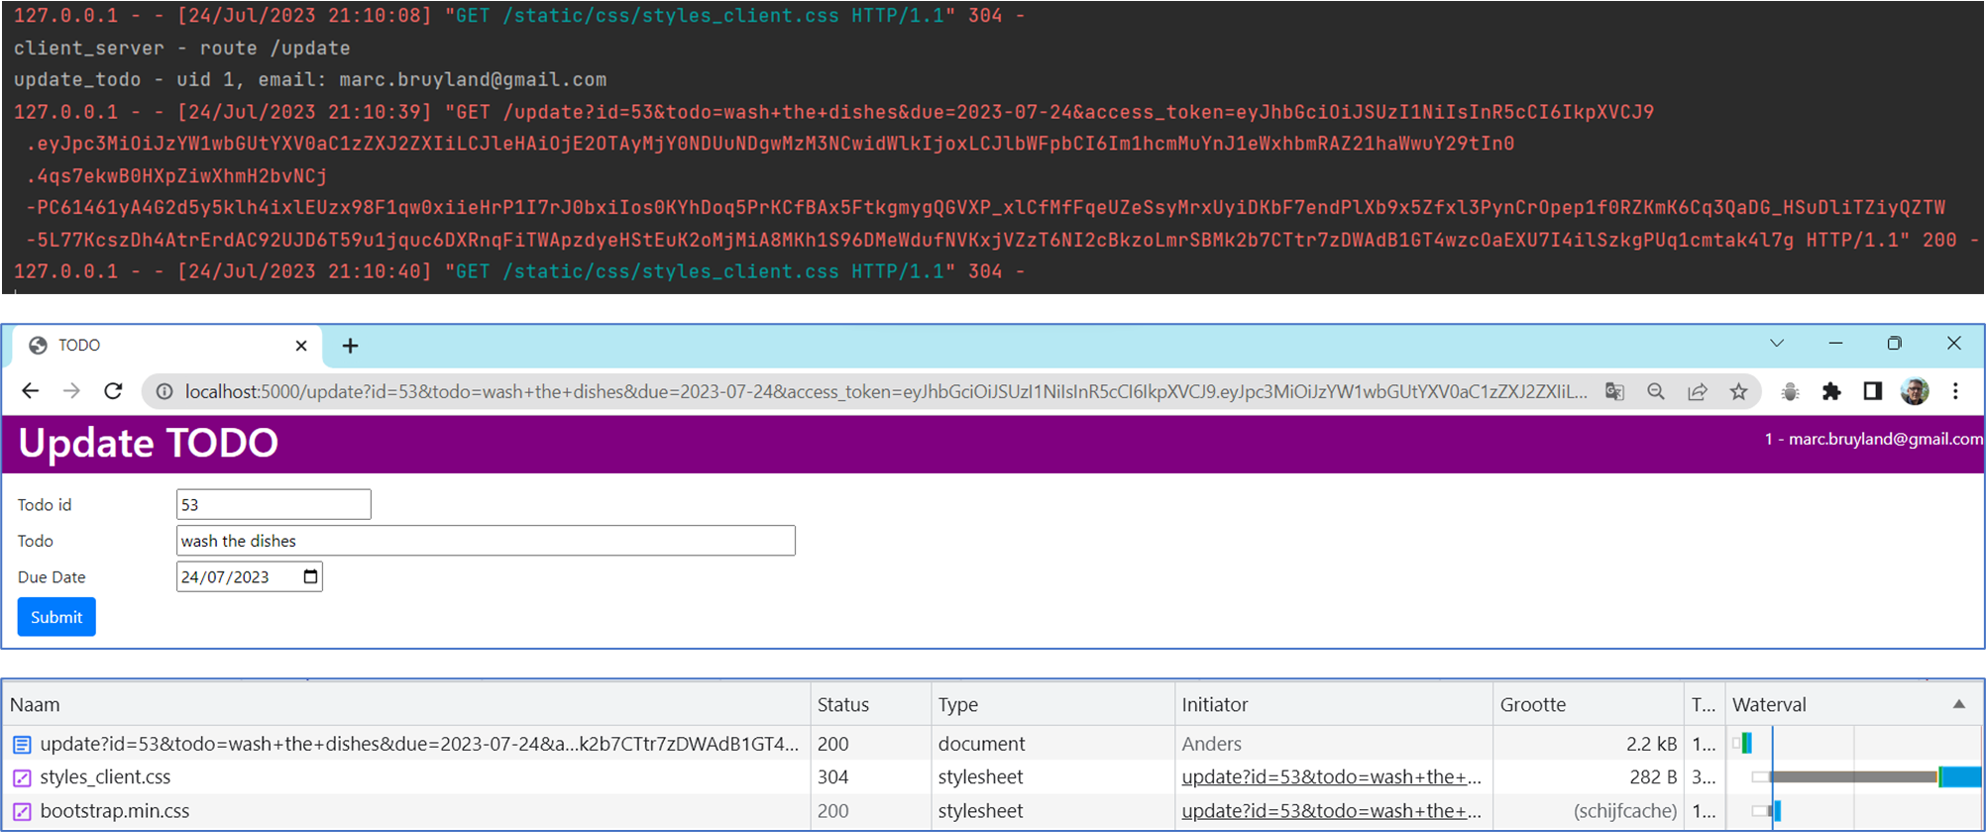 127.0.0.1 - - [24/Jul/2023 21:10:08] "GET /static/css/styles_client.css HTTP/1.1" 304 -
client_server - route /update
update_todo - uid 1, email: marc.bruyland@gmail.com
127.0.0.1 - - [24/Jul/2023 21:10:39] "GET /update?id=53&todo=wash+the+dishes&due=2023-07-24&access_token=eyJhbGciOiJSUzI1NiIsInR5cCI6IkpXVCJ9
.eyJpc3MiOiJzYW1wbGUtYXV0aC1zZXJ2ZXIiLCJleHAiOjE2OTAyMjY0NDUuNDgwMzM3NCwidWlkIjoxLCJlbWFpbCI6Im1hcmMuYnJ1eWxhbmRAZ21haWwuY29tIn0
.4qs7ekwB0HXpZiwXhmH2bvNCj
-PC61461yA4G2d5y5klh4ixlEUzx98F1qw0xiieHrP1I7rJ0bxiIos0KYhDoq5PrKCfBAx5FtkgmygQGVXP_xlCfMfFqeUZeSsyMrxUyiDKbF7endPlXb9x5Zfxl3PynCrOpep1f0RZKmK6Cq3QaDG_HSuDliTZiyQZTW
-5L77KcszDh4AtrErdAC92UJD6T59u1jquc6DXRnqFiTWApzdyeHStEuK2oMjMiA8MKh1S96DMeWdufNVKxjVZzT6NI2cBkzoLmrSBMk2b7CTtr7zDWAdB1GT4wzcOaEXU7I4ilSzkgPUq1cmtak4l7g HTTP/1.1" 200 -
127.0.0.1 - - [24/Jul/2023 21:10:40] "GET /static/css/styles_client.css HTTP/1.1" 304 -
TODO
localhost:5000/update?id=53&todo=wash+the+dishes&due=2023-07-24&access_token=eyJhbGciOiJSUzI1NiIsInR5cCI6IkpXVCJ9.eyJpc3MiOiJzYW1wbGUtYXV0aC1zZXJ2ZXIiL...
Update TODO
1 - marc.bruyland@gmail.com
Todo id 53
Todo wash the dishes
Due Date 24/07/2023
Submit
Naam Status Type Initiator Grootte T... Waterval
update?id=53&todo=wash+the+dishes&due=2023-07-24&a...k2b7CTtr7zDWAdB1GT4... 200 document Anders 2.2 kB 1...
styles_client.css 304 stylesheet update?id=53&todo=wash+the+... 282 B 3...
bootstrap.min.css 200 stylesheet update?id=53&todo=wash+the+... (schijfcache) 1...